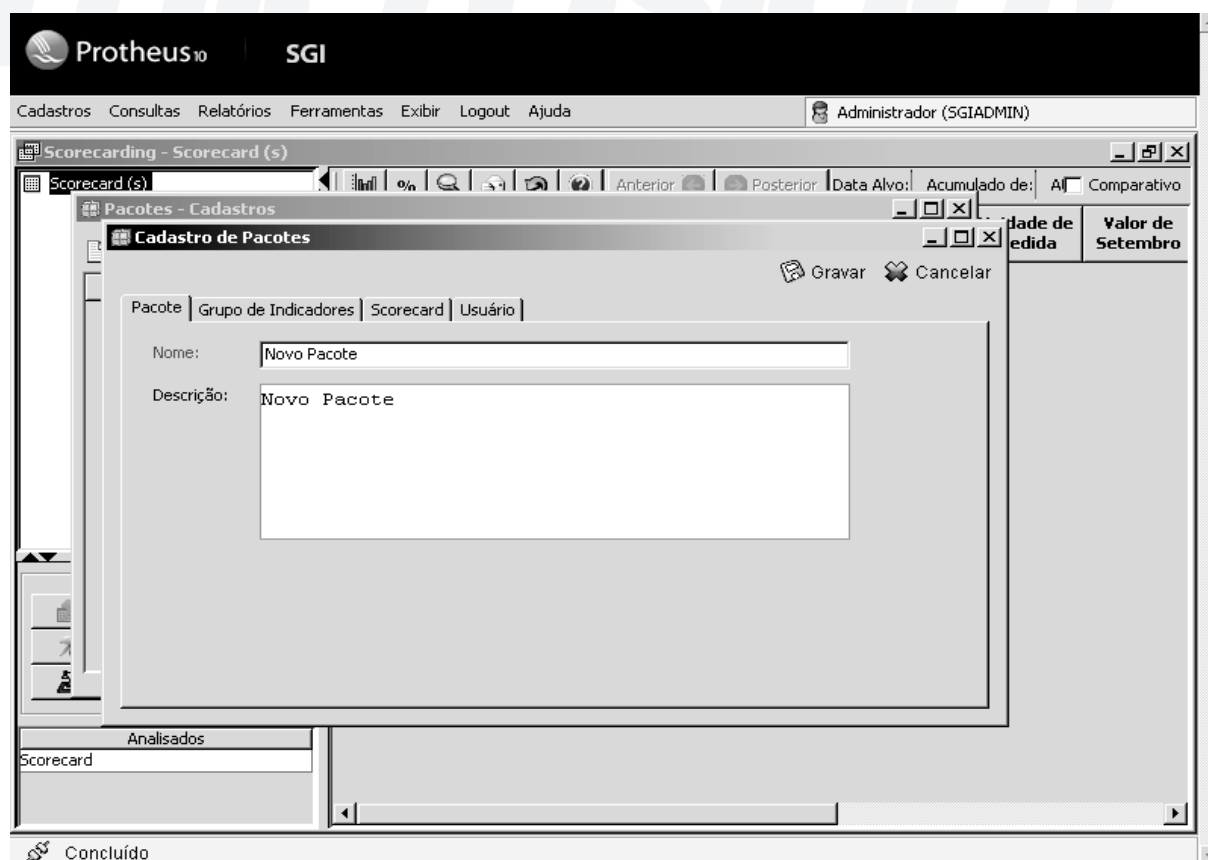 Protheus10 SGI
Cadastros Consultas Relatórios Ferramentas Exibir Logout Ajuda Administrador (SGIADMIN)
Scorecarding - Scorecard (s)
Scorecard (s) % Anterior Posterior Data Alvo: Acumulado de: Comparativo
Pacotes - Cadastros
dade de edida Valor de Setembro
Cadastro de Pacotes
Gravar Cancelar
Pacote Grupo de Indicadores Scorecard Usuário
Nome: Novo Pacote
Descrição: Novo Pacote
Analisados
Scorecard
Concluído